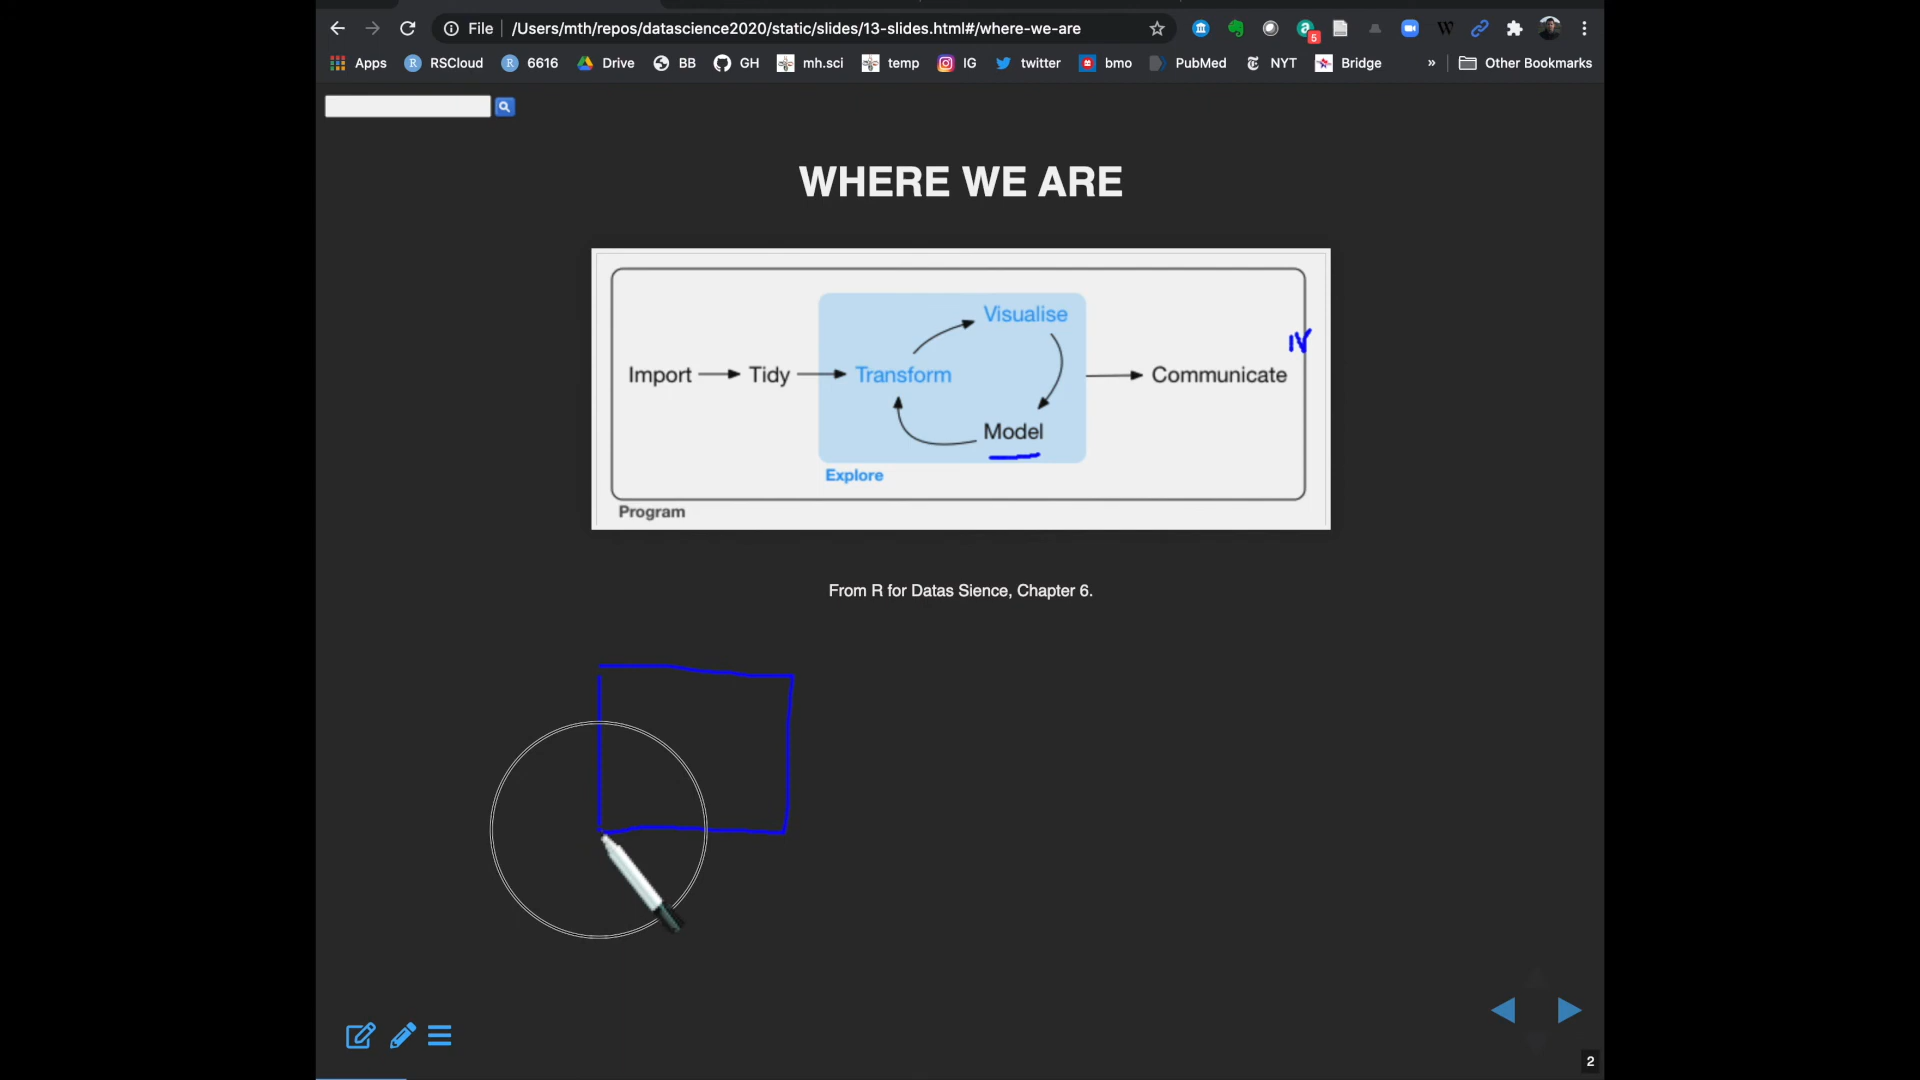 File /Users/mth/repos/datascience2020/static/slides/13-slides.html#/where-we-are
5
Apps RSCloud 6616 Drive BB GH mh.sci temp IG twitter bmo PubMed NYT Bridge » Other Bookmarks
WHERE WE ARE
Visualise
IV
Import Tidy Transform Communicate
Model
Explore
Program
From R for Datas Sience, Chapter 6.
2